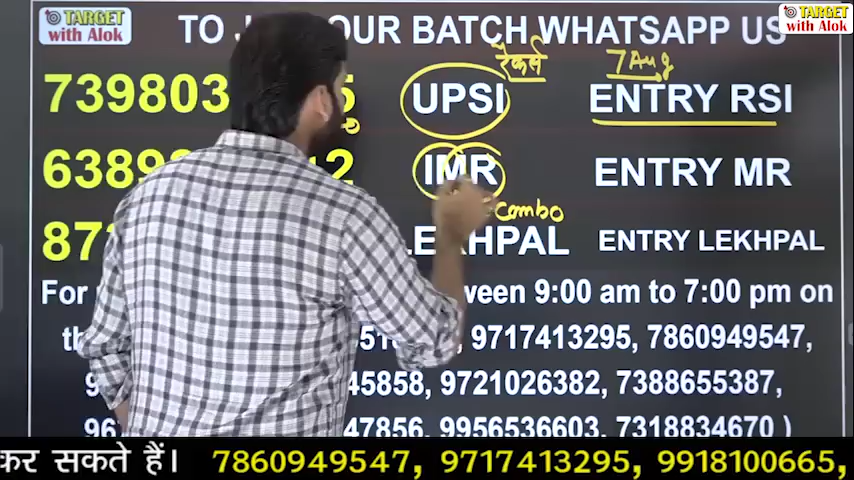 TARGET with Alok
TARGET with Alok
TO J OUR BATCH WHATSAPP US
रैंकर्स 7 Aug
739803 5 UPSI ENTRY RSI
6389 12 IMR ENTRY MR
combo
87 LEKHPAL ENTRY LEKHPAL
For ween 9:00 am to 7:00 pm on
th 9717413295, 7860949547,
9 45858, 9721026382, 7388655387,
96 47856, 9956536603, 7318834670 )
कर सकते हैं। 7860949547, 9717413295, 9918100665,